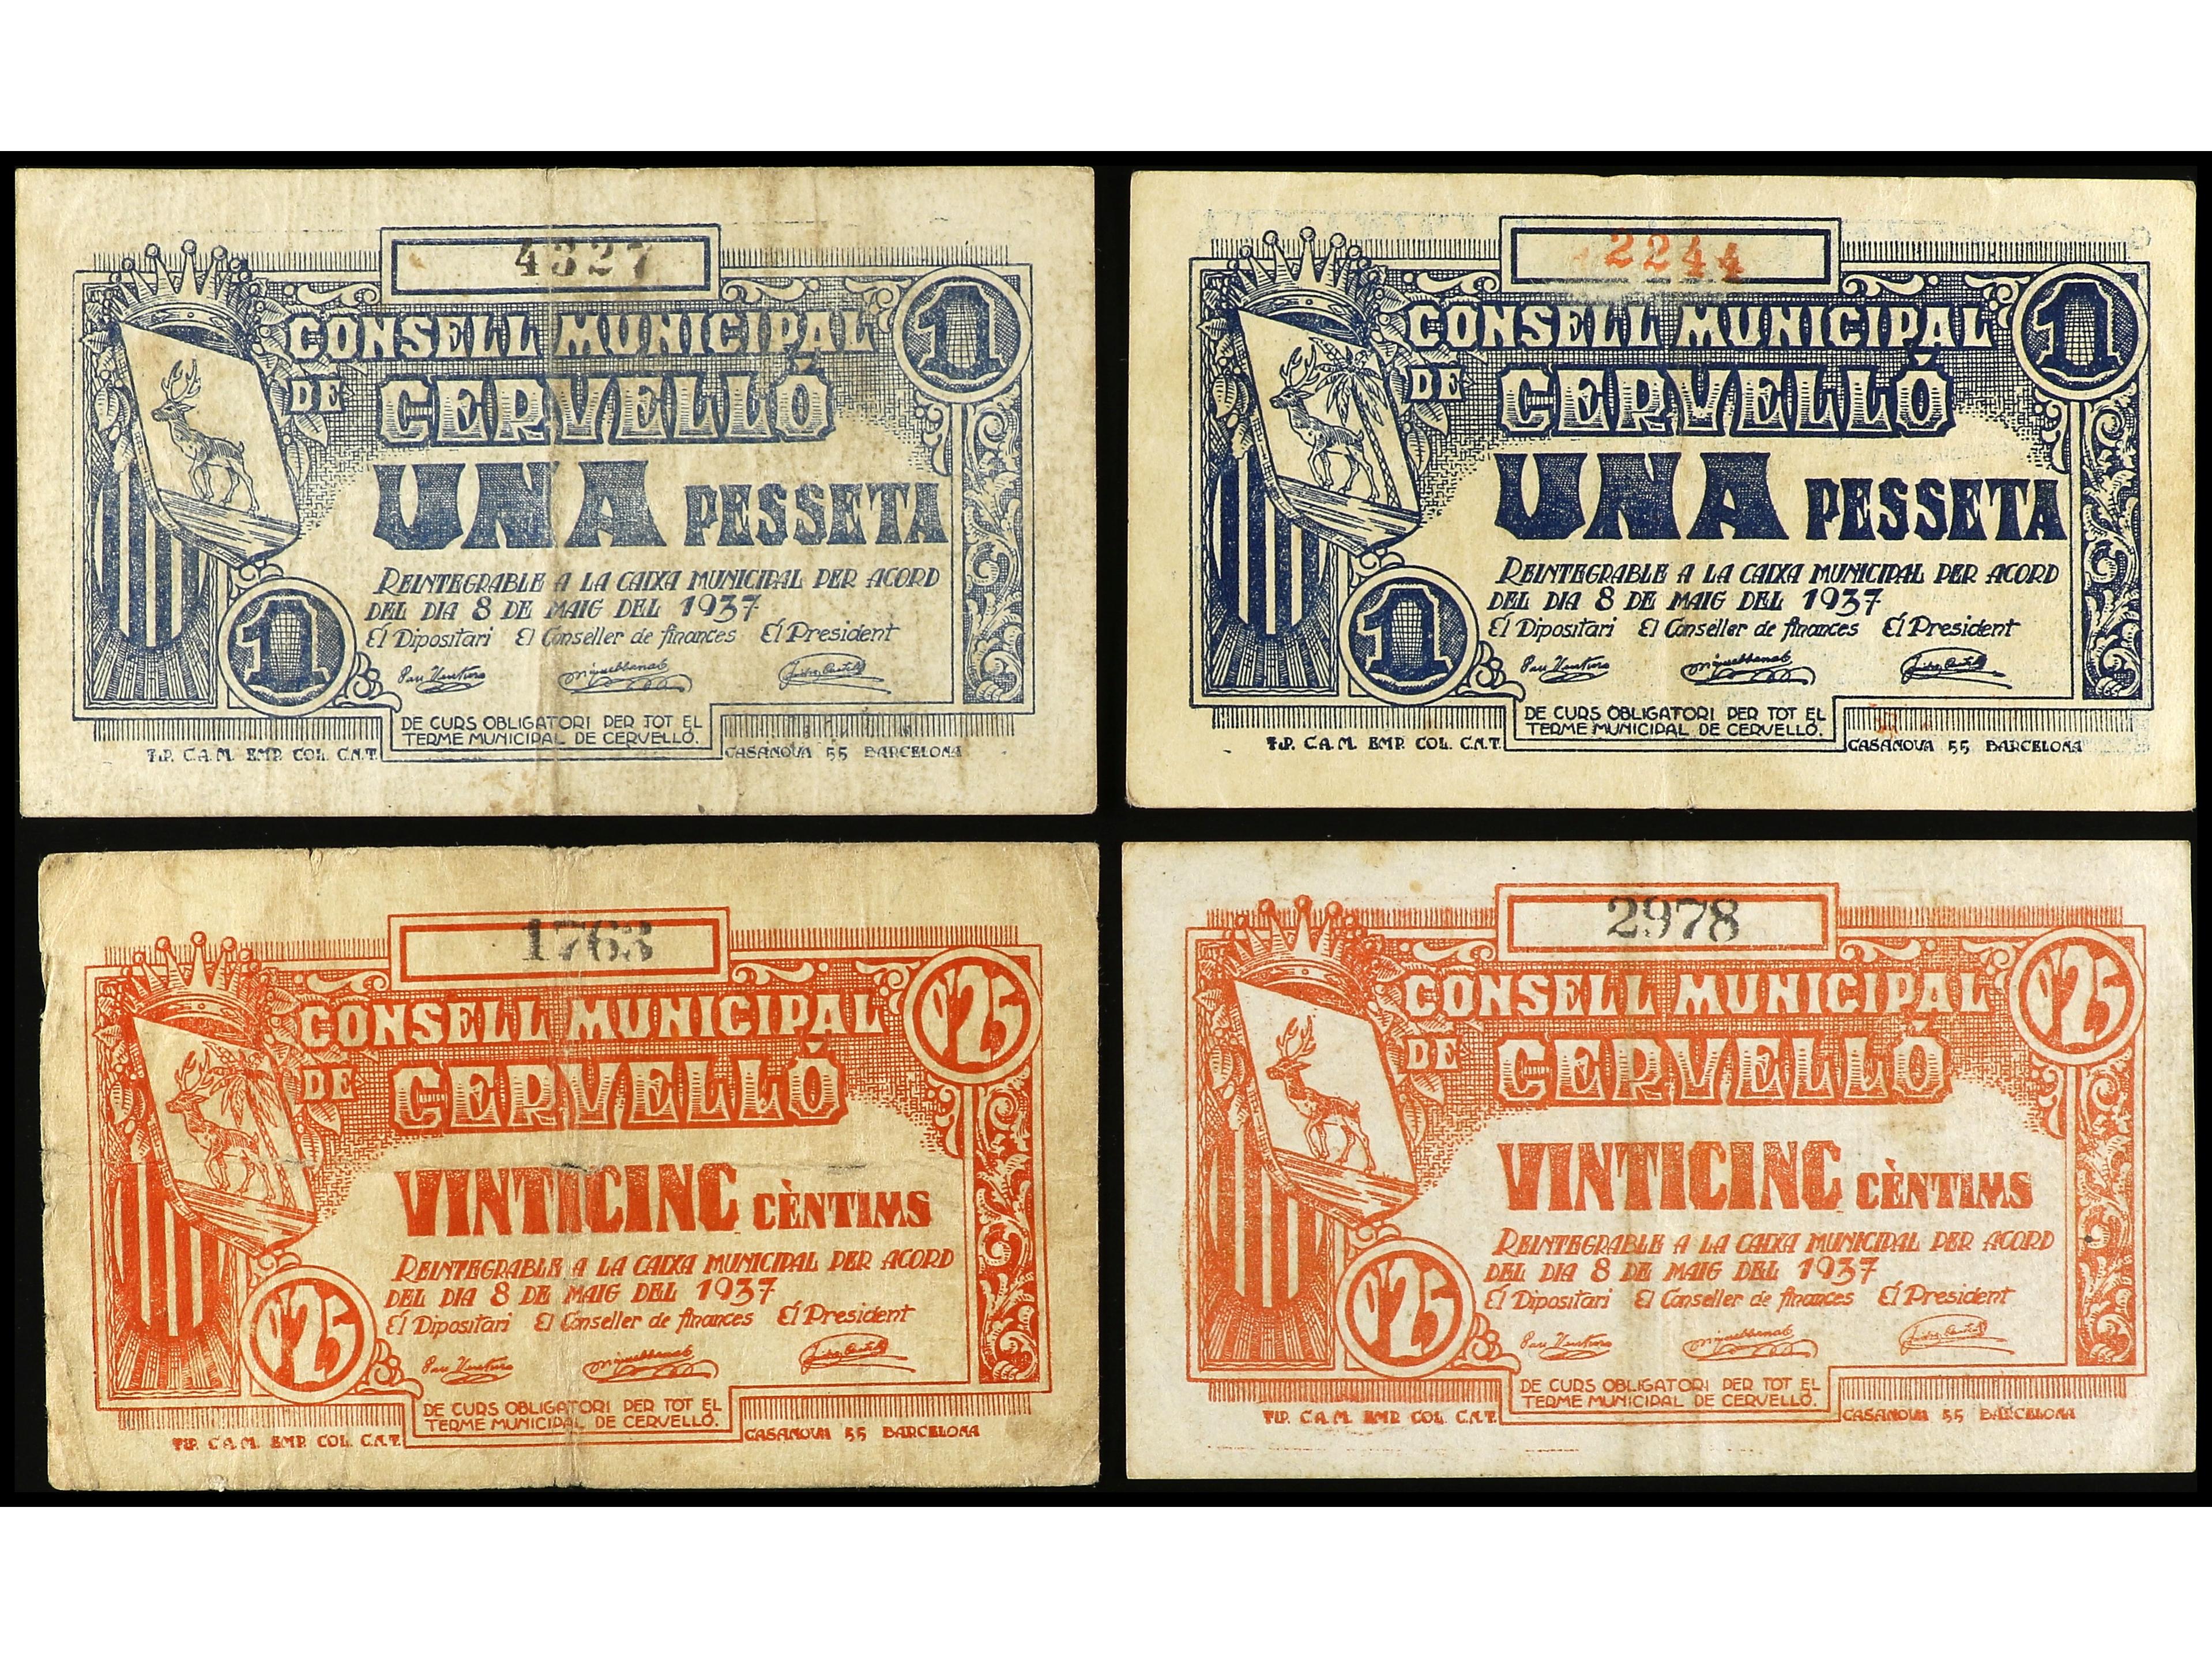 4327
CONSELL MUNICIPAL
DE CERVELLÓ
1
UNA PESSETA
REINTEGRABLE A LA CAIXA MUNICIPAL PER ACORD
DEL DIA 8 DE MAIG DEL 1937
El Dipositari El Conseller de finances El President
1
DE CURS OBLIGATORI PER TOT EL
TERME MUNICIPAL DE CERVELLÓ.
TIP. C.A.M. EMP. COL. C.N.T. CASANOVA 55 BARCELONA
2244
CONSELL MUNICIPAL
DE CERVELLÓ
1
UNA PESSETA
REINTEGRABLE A LA CAIXA MUNICIPAL PER ACORD
DEL DIA 8 DE MAIG DEL 1937
El Dipositari El Conseller de finances El President
1
DE CURS OBLIGATORI PER TOT EL
TERME MUNICIPAL DE CERVELLÓ.
TIP. C.A.M. EMP. COL. C.N.T. CASANOVA 55 BARCELONA
1763
CONSELL MUNICIPAL
DE CERVELLÓ
0'25
VINTICINC CÈNTIMS
REINTEGRABLE A LA CAIXA MUNICIPAL PER ACORD
DEL DIA 8 DE MAIG DEL 1937
El Dipositari El Conseller de finances El President
0'25
DE CURS OBLIGATORI PER TOT EL
TERME MUNICIPAL DE CERVELLÓ.
TIP. C.A.M. EMP. COL. C.N.T. CASANOVA 55 BARCELONA
2978
CONSELL MUNICIPAL
DE CERVELLÓ
0'25
VINTICINC CÈNTIMS
REINTEGRABLE A LA CAIXA MUNICIPAL PER ACORD
DEL DIA 8 DE MAIG DEL 1937
El Dipositari El Conseller de finances El President
0'25
DE CURS OBLIGATORI PER TOT EL
TERME MUNICIPAL DE CERVELLÓ.
TIP. C.A.M. EMP. COL. C.N.T. CASANOVA 55 BARCELONA